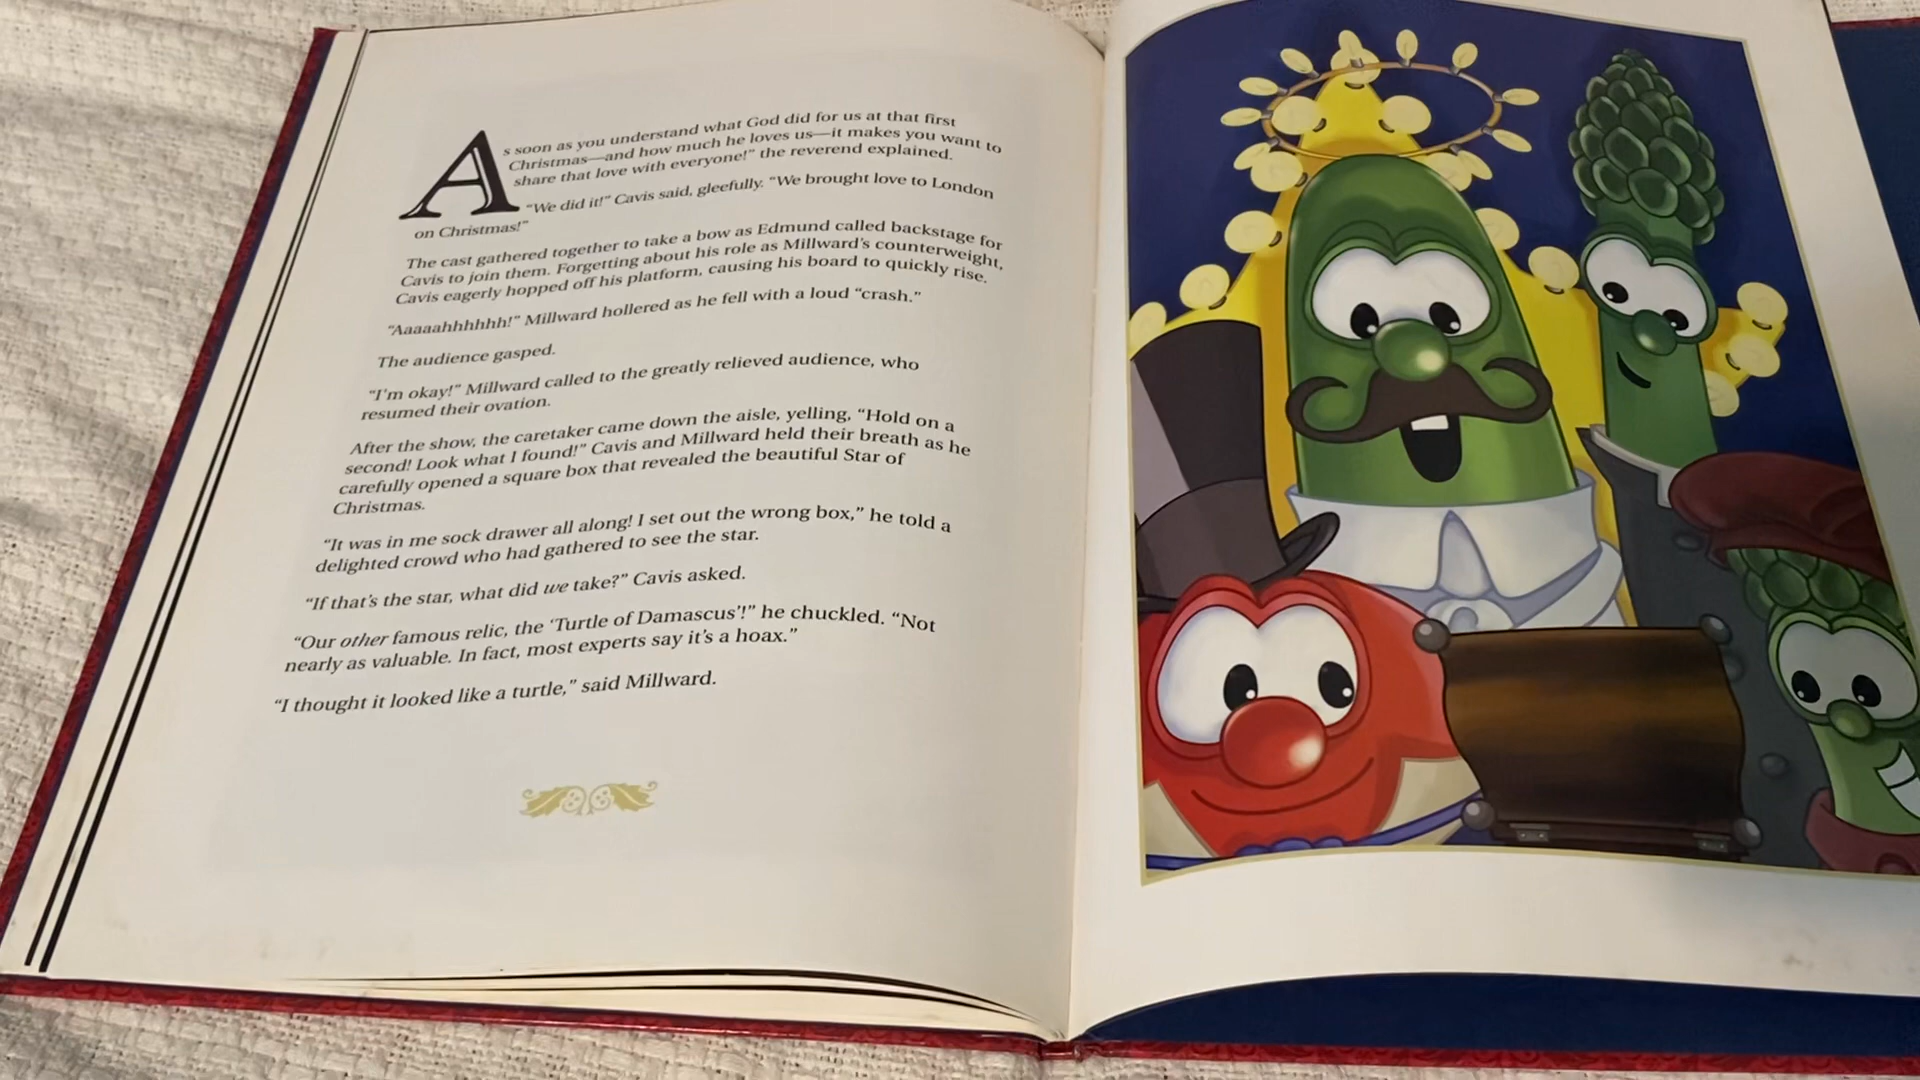 As soon as you understand what God did for us at that first
Christmas—and how much he loves us—it makes you want to
share that love with everyone!” the reverend explained.
“We did it!” Cavis said, gleefully. “We brought love to London
on Christmas!”
The cast gathered together to take a bow as Edmund called backstage for
Cavis to join them. Forgetting about his role as Millward’s counterweight,
Cavis eagerly hopped off his platform, causing his board to quickly rise.
“Aaaaahhhhhh!” Millward hollered as he fell with a loud “crash.”
The audience gasped.
“I’m okay!” Millward called to the greatly relieved audience, who
resumed their ovation.
After the show, the caretaker came down the aisle, yelling, “Hold on a
second! Look what I found!” Cavis and Millward held their breath as he
carefully opened a square box that revealed the beautiful Star of
Christmas.
“It was in me sock drawer all along! I set out the wrong box,” he told a
delighted crowd who had gathered to see the star.
“If that’s the star, what did we take?” Cavis asked.
“Our other famous relic, the ‘Turtle of Damascus’!” he chuckled. “Not
nearly as valuable. In fact, most experts say it’s a hoax.”
“I thought it looked like a turtle,” said Millward.